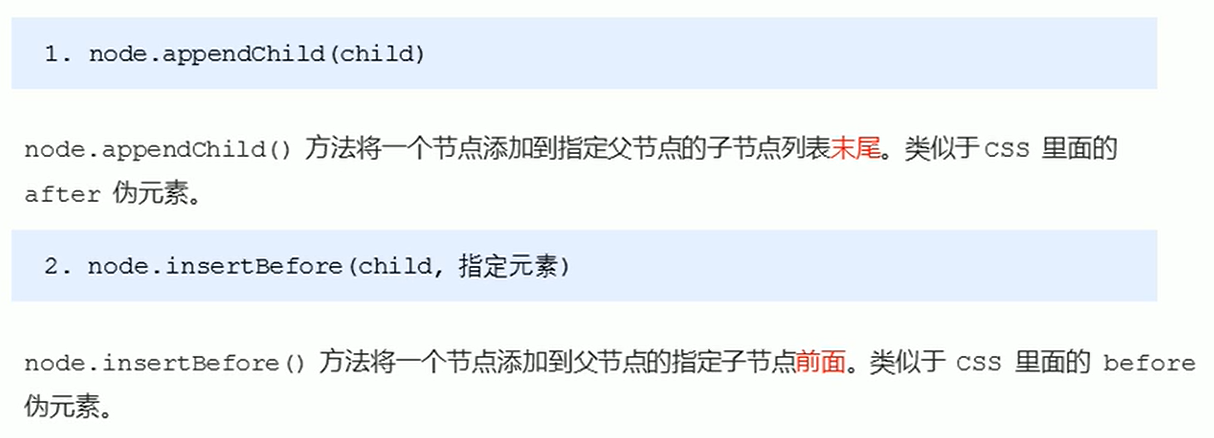 1. node.appendChild(child)
node.appendChild() 方法将一个节点添加到指定父节点的子节点列表末尾。类似于CSS 里面的
after 伪元素。
2. node.insertBefore(child, 指定元素)
node.insertBefore() 方法将一个节点添加到父节点的指定子节点前面。类似于 CSS 里面的 before
伪元素。